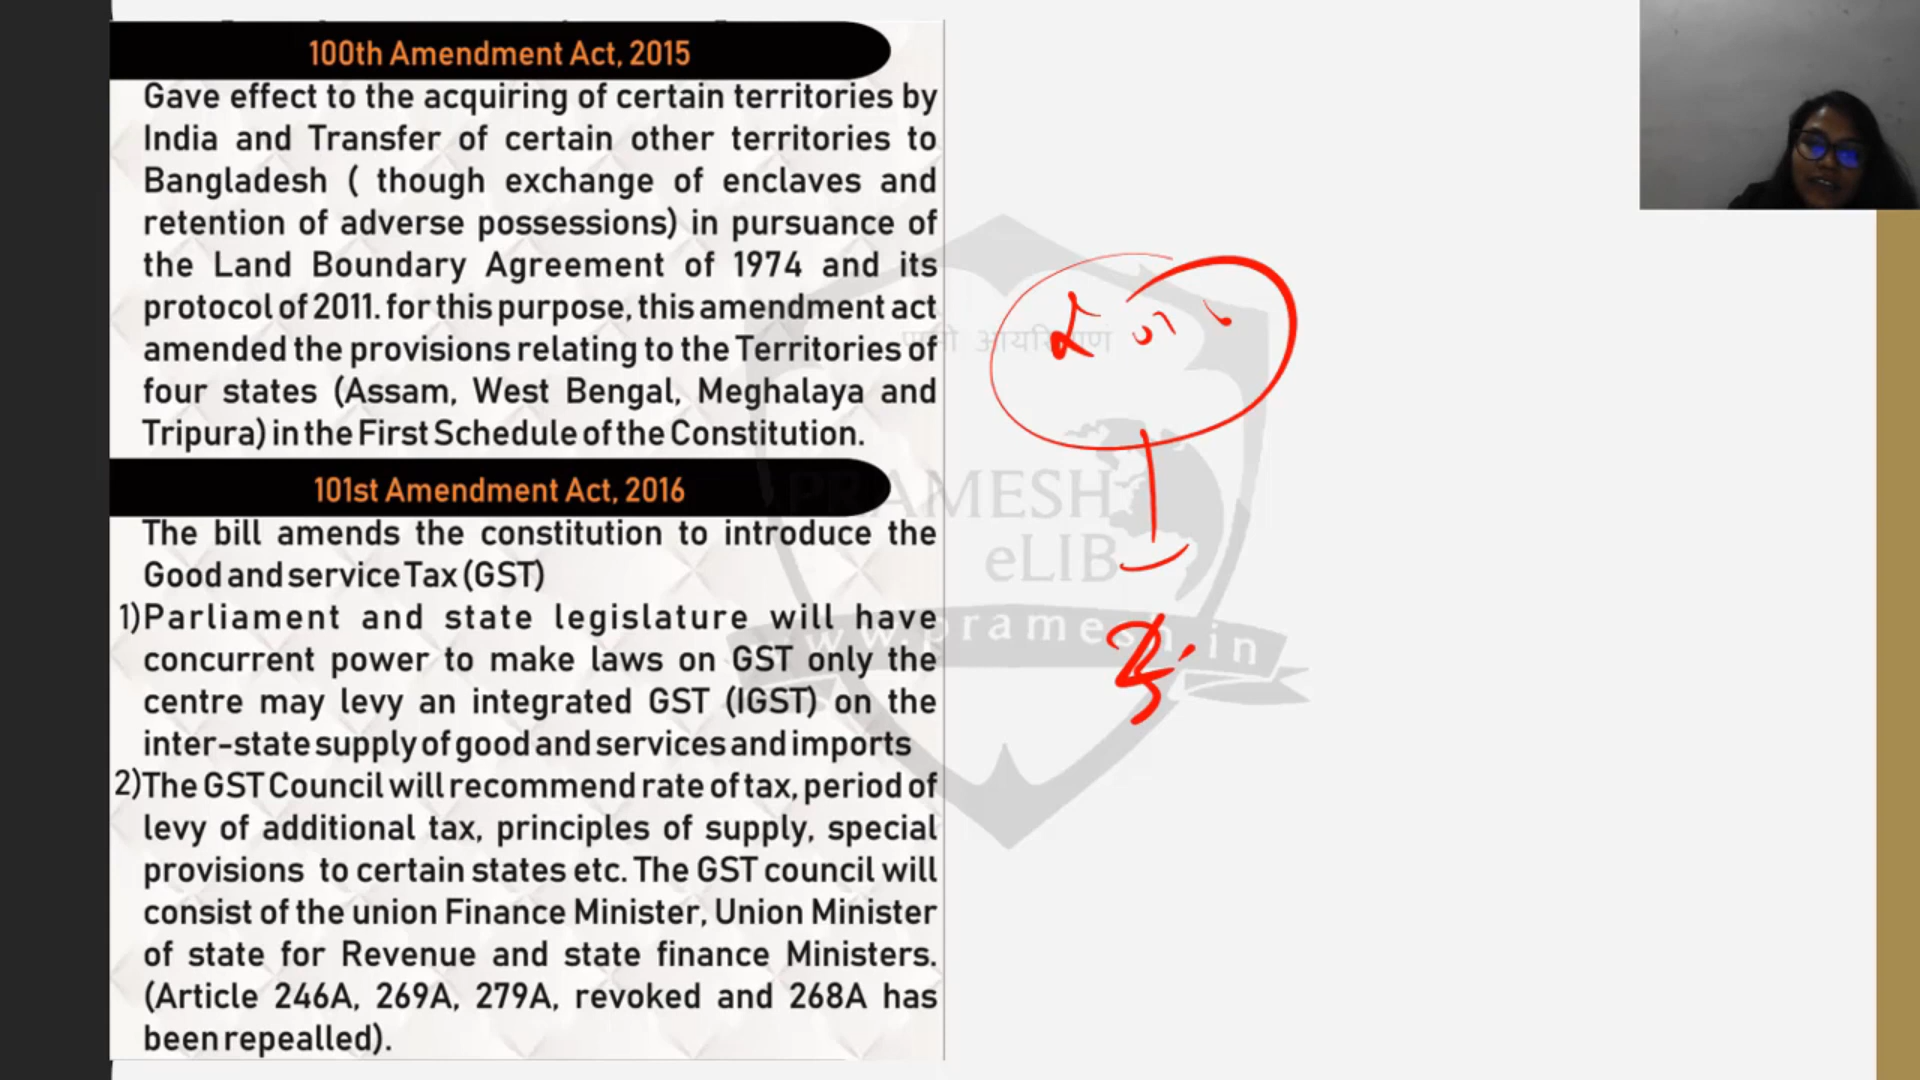 100th Amendment Act, 2015
Gave effect to the acquiring of certain territories by
India and Transfer of certain other territories to
Bangladesh ( though exchange of enclaves and
retention of adverse possessions) in pursuance of
the Land Boundary Agreement of 1974 and its
protocol of 2011. for this purpose, this amendment act
amended the provisions relating to the Territories of
four states (Assam, West Bengal, Meghalaya and
Tripura) in the First Schedule of the Constitution.
101st Amendment Act, 2016
The bill amends the constitution to introduce the
Good and service Tax (GST)
1)Parliament and state legislature will have
concurrent power to make laws on GST only the
centre may levy an integrated GST (IGST) on the
inter-state supply of good and services and imports
2)The GST Council will recommend rate of tax, period of
levy of additional tax, principles of supply, special
provisions to certain states etc. The GST council will
consist of the union Finance Minister, Union Minister
of state for Revenue and state finance Ministers.
(Article 246A, 269A, 279A, revoked and 268A has
been repealled).
PRAMESH
eLIB
www.pramesh.in